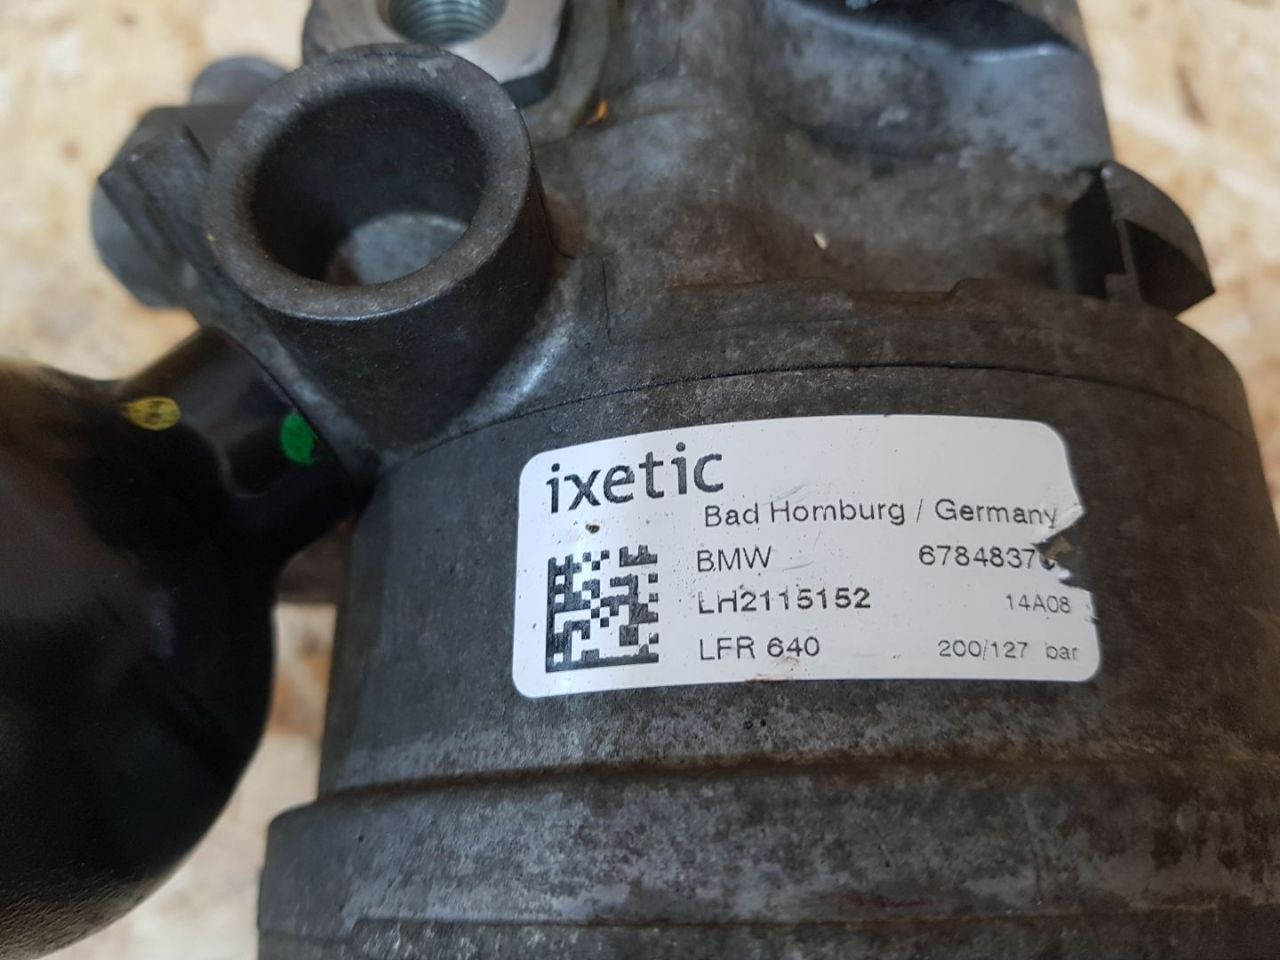 ixetic
Bad Homburg / Germany
BMW
LH2115152 14A08
LFR 640 200/127 bar